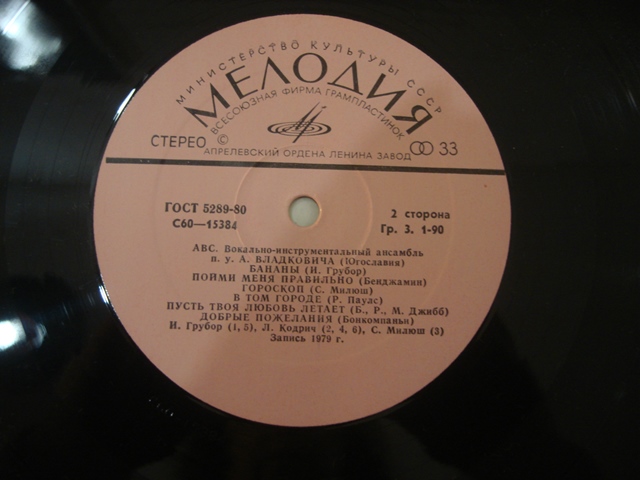 МИНИСТЕРСТВО КУЛЬТУРЫ СССР
МЕЛОДИЯ
ВСЕСОЮЗНАЯ ФИРМА ГРАМПЛАСТИНОК
СТЕРЕО © 33
АПРЕЛЕВСКИЙ ОРДЕНА ЛЕНИНА ЗАВОД
ГОСТ 5289-80 2 сторона
С60—15384 Гр. 3. 1-90
АВС. Вокально-инструментальный ансамбль
п. у. А. ВЛАДКОВИЧА (Югославия)
БАНАНЫ (И. Грубор)
ПОЙМИ МЕНЯ ПРАВИЛЬНО (Бенджамин)
ГОРОСКОП (С. Милюш)
В ТОМ ГОРОДЕ (Р. Паулс)
ПУСТЬ ТВОЯ ЛЮБОВЬ ЛЕТАЕТ (Б., Р., М. Джибб)
ДОБРЫЕ ПОЖЕЛАНИЯ (Бонкомпаньи)
И. Грубор (1, 5), Л. Кодрич (2, 4, 6), С. Милюш (3)
Запись 1979 г.